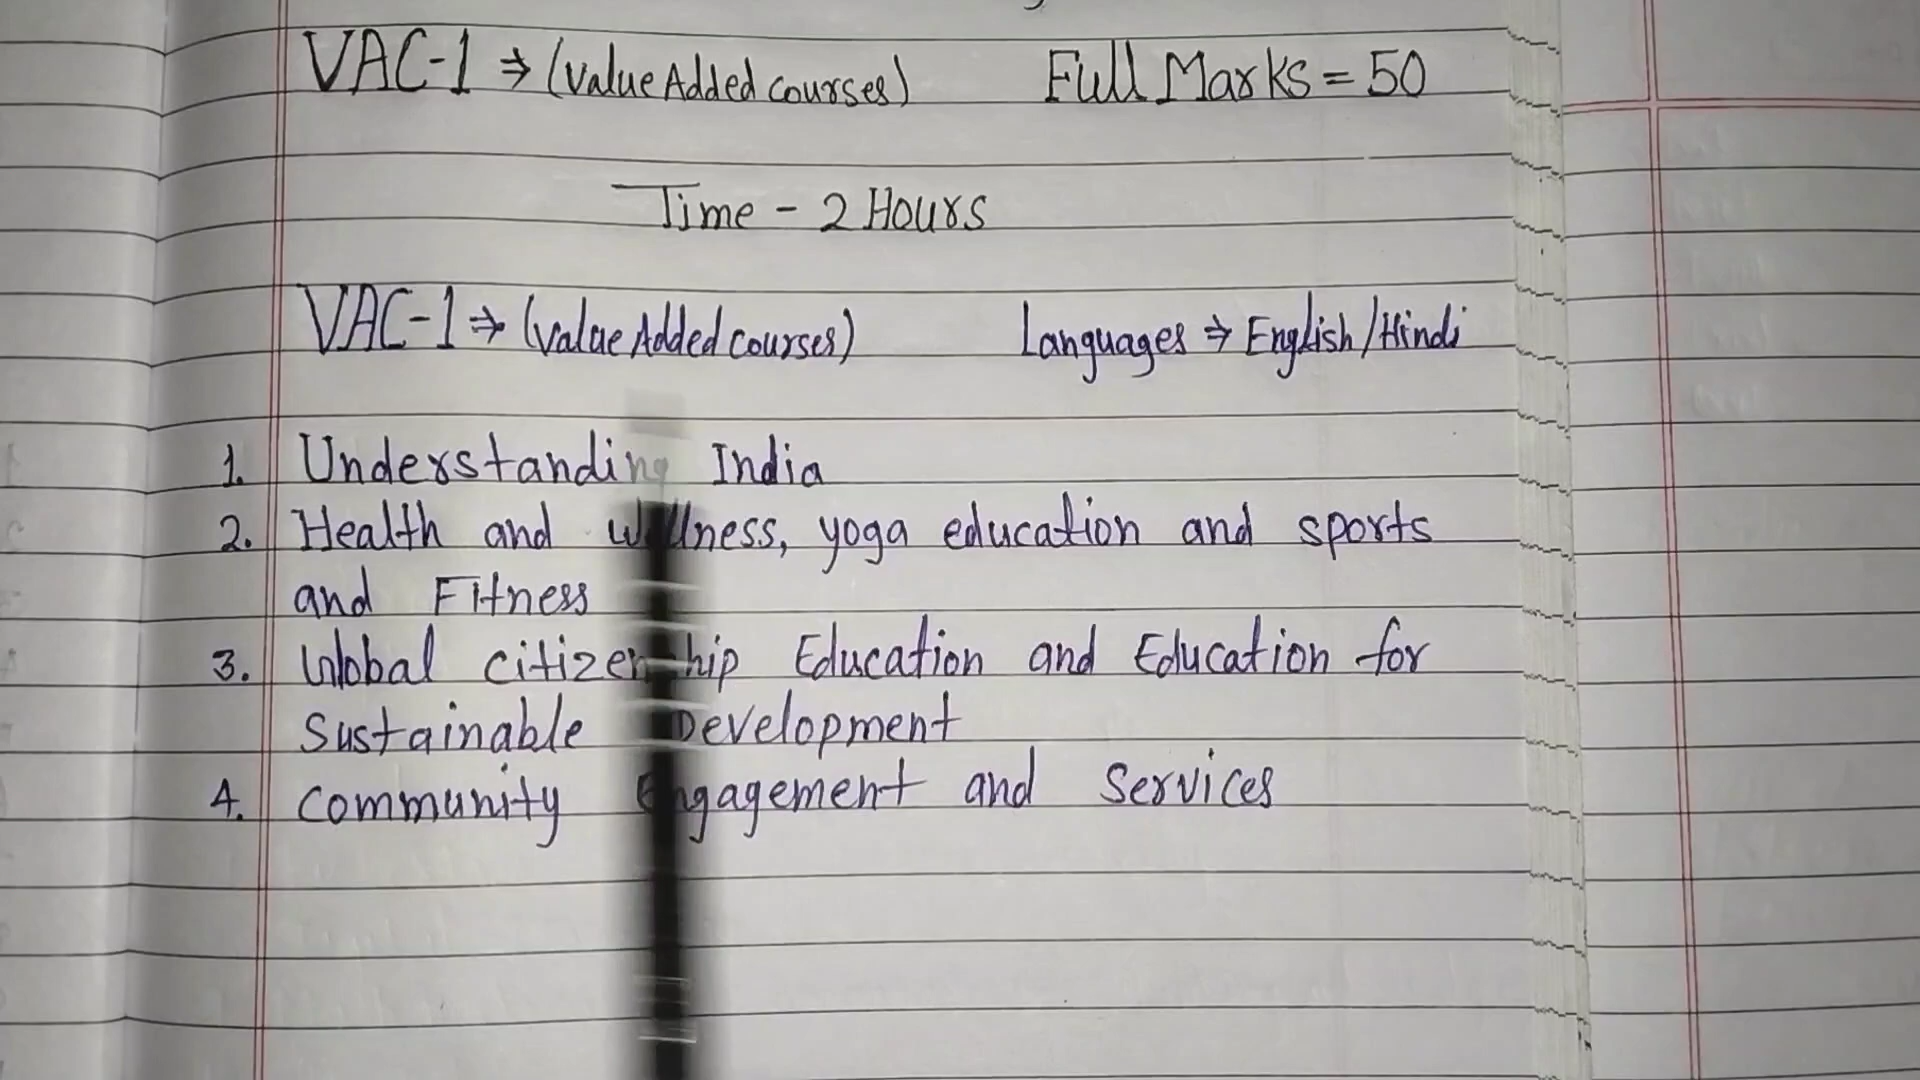 VAC-1 ⇒ (Value Added courses) Full Marks = 50
Time - 2 Hours
VAC-1 ⇒ (Value Added courses) Languages ⇒ English/Hindi
1. Understanding India
2. Health and Wellness, yoga education and sports
and Fitness
3. Global citizenship Education and Education for
Sustainable Development
4. Community Engagement and Services